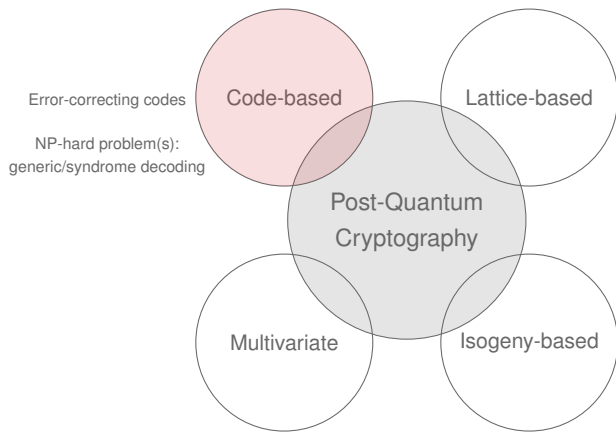 Code-based
Lattice-based
Error-correcting codes
NP-hard problem(s):
generic/syndrome decoding
Post-Quantum
Cryptography
Multivariate
Isogeny-based